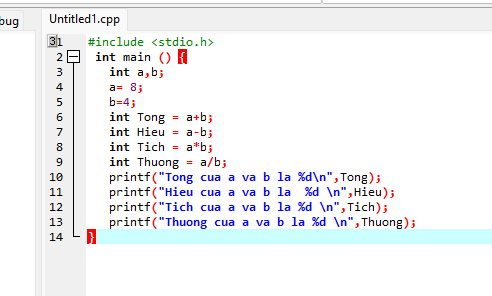 bug
Untitled1.cpp
1 #include <stdio.h>
2 int main () {
3 int a,b;
4 a= 8;
5 b=4;
6 int Tong = a+b;
7 int Hieu = a-b;
8 int Tich = a*b;
9 int Thuong = a/b;
10 printf("Tong cua a va b la %d\n",Tong);
11 printf("Hieu cua a va b la  %d \n",Hieu);
12 printf("Tich cua a va b la %d \n",Tich);
13 printf("Thuong cua a va b la %d \n",Thuong);
14 }